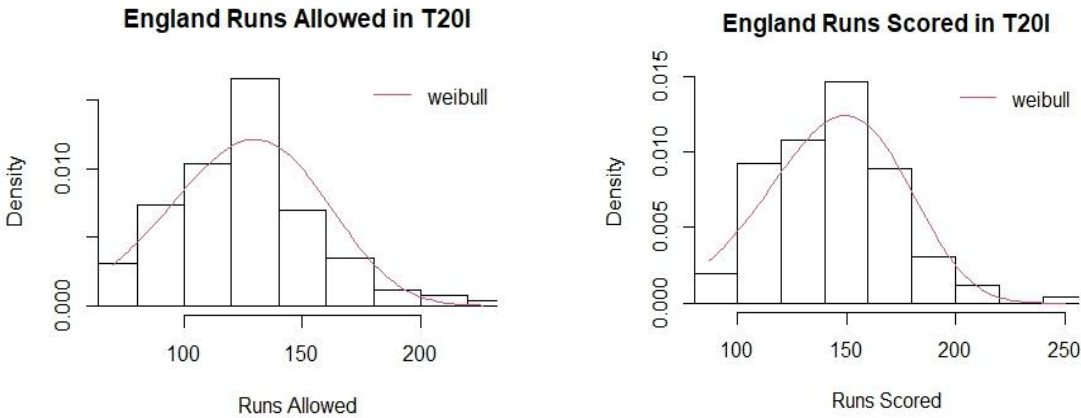 England Runs Allowed in T20I
weibull
Density
0.000
0.010
100
150
200
Runs Allowed
England Runs Scored in T20I
weibull
Density
0.000
0.005
0.010
0.015
100
150
200
250
Runs Scored